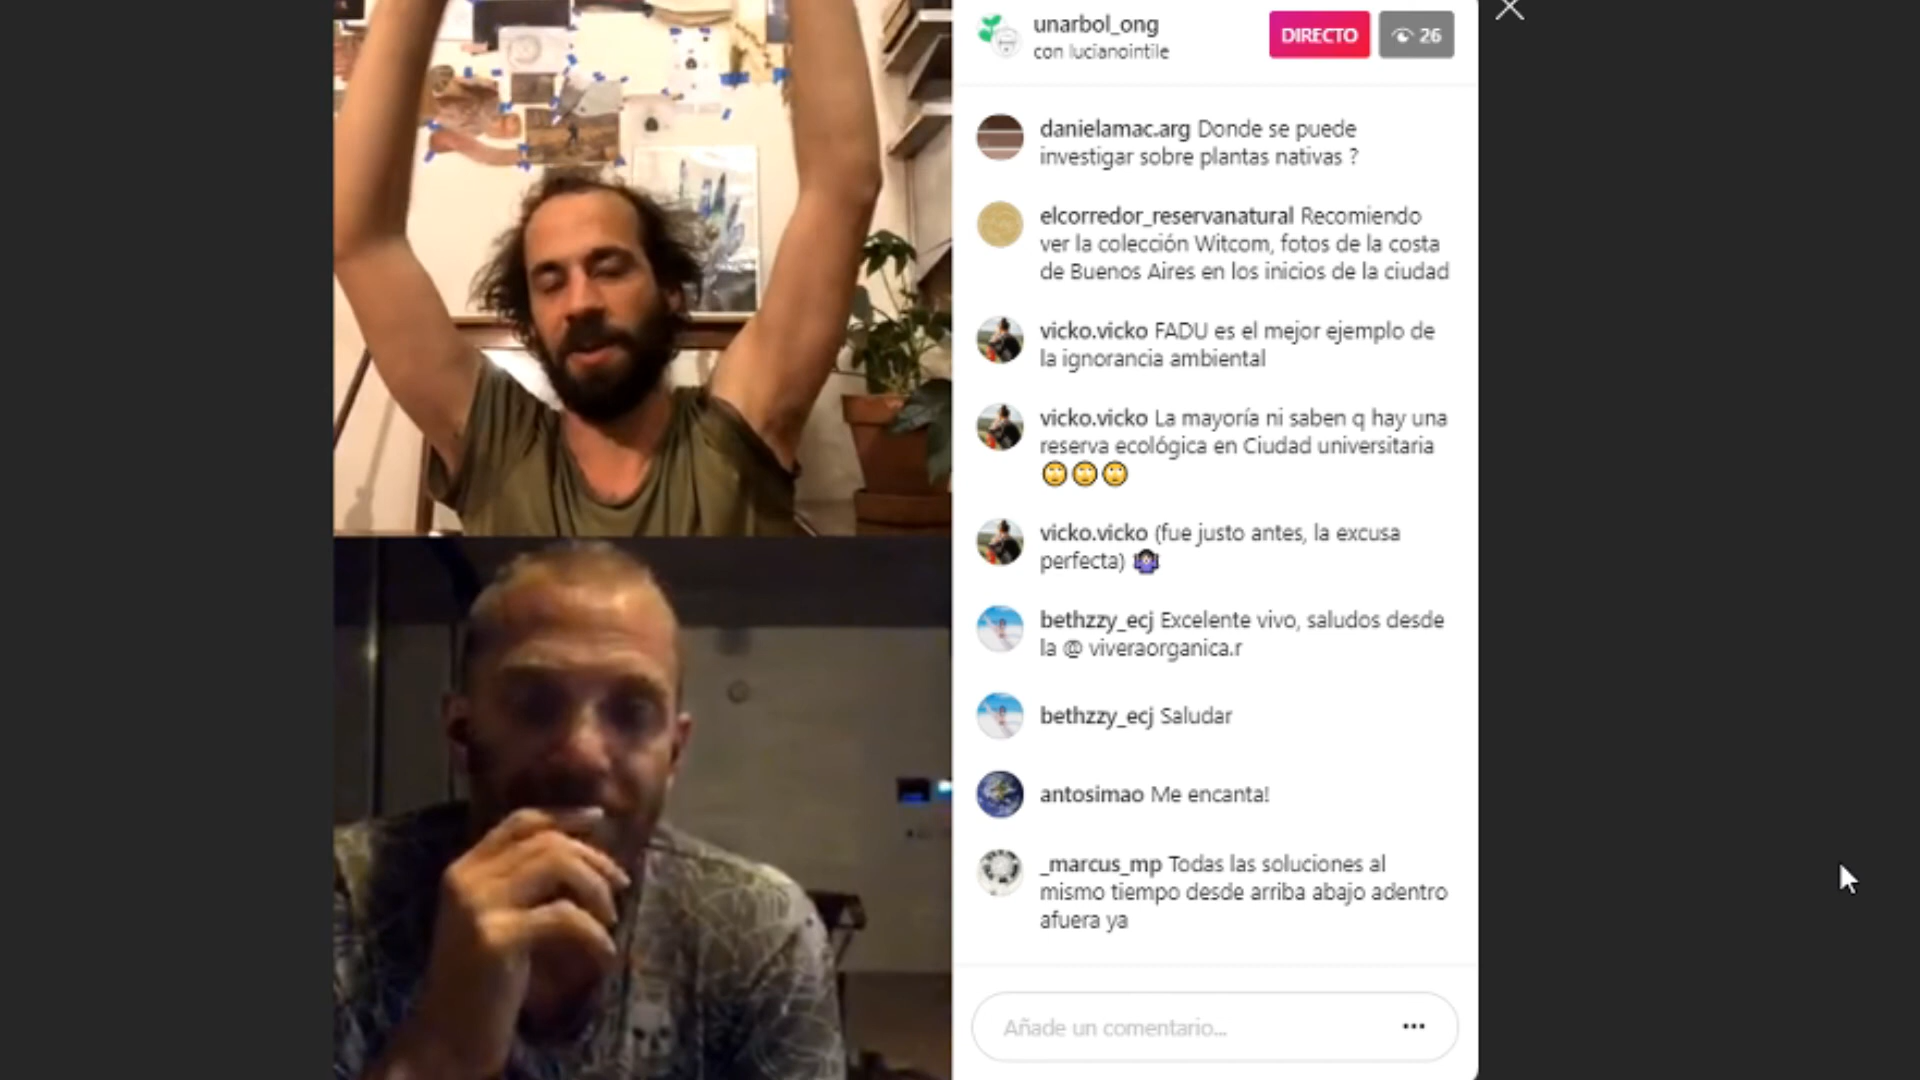 unarbol_ong
con lucianointile
DIRECTO
26
danielamac.arg Donde se puede
investigar sobre plantas nativas ?
elcorredor_reservanatural Recomiendo
ver la colección Witcom, fotos de la costa
de Buenos Aires en los inicios de la ciudad
vicko.vicko FADU es el mejor ejemplo de
la ignorancia ambiental
vicko.vicko La mayoría ni saben q hay una
reserva ecológica en Ciudad universitaria
🙄🙄🙄
vicko.vicko (fue justo antes, la excusa
perfecta) 🤷🏻‍♀️
bethzzy_ecj Excelente vivo, saludos desde
la @ viveraorganica.r
bethzzy_ecj Saludar
antosimao Me encanta!
_marcus_mp Todas las soluciones al
mismo tiempo desde arriba abajo adentro
afuera ya
Añade un comentario...